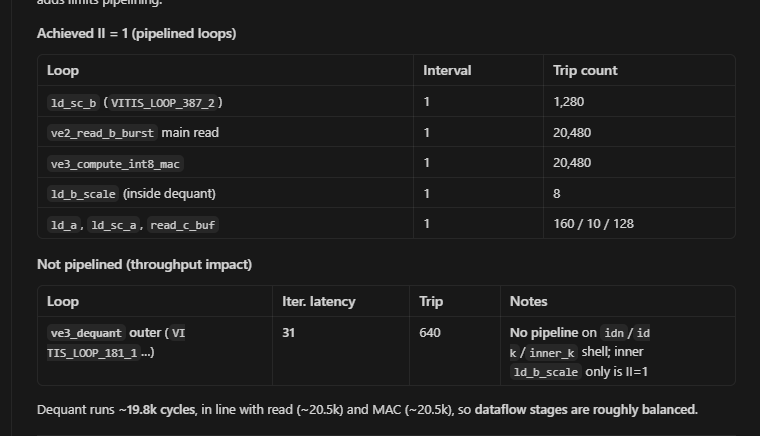 adds limits pipelining.
Achieved II = 1 (pipelined loops)
Loop Interval Trip count
ld_sc_b (VITIS_LOOP_387_2) 1 1,280
ve2_read_b_burst main read 1 20,480
ve3_compute_int8_mac 1 20,480
ld_b_scale (inside dequant) 1 8
ld_a, ld_sc_a, read_c_buf 1 160 / 10 / 128
Not pipelined (throughput impact)
Loop Iter. latency Trip Notes
ve3_dequant outer (VI 31 640 No pipeline on idn/id
TIS_LOOP_181_1…) k/inner_k shell; inner
ld_b_scale only is II=1
Dequant runs ~19.8k cycles, in line with read (~20.5k) and MAC (~20.5k), so dataflow stages are roughly balanced.